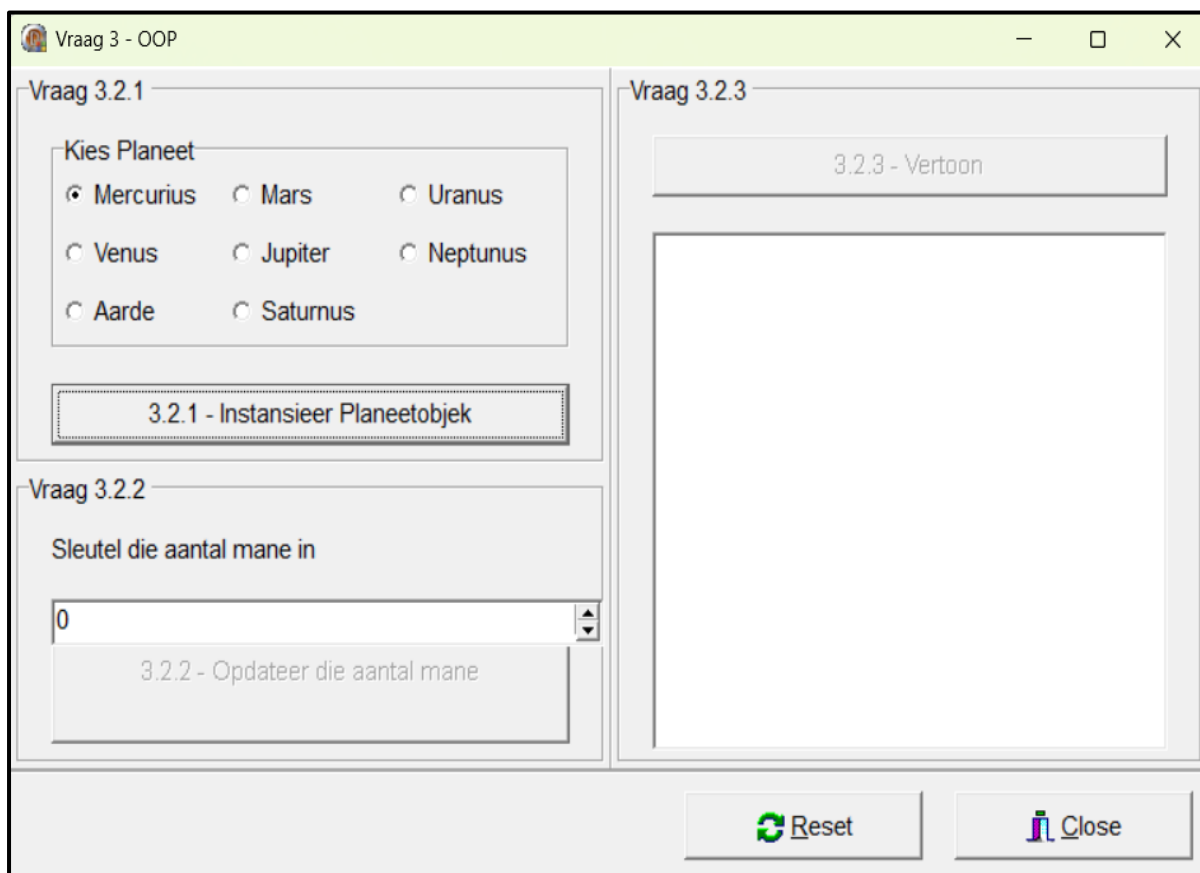 Vraag 3 - OOP
Vraag 3.2.1
Kies Planeet
Mercurius Mars Uranus
Venus Jupiter Neptunus
Aarde Saturnus
3.2.1 - Instansieer Planeetobjek
Vraag 3.2.2
Sleutel die aantal mane in
0
3.2.2 - Opdateer die aantal mane
Vraag 3.2.3
3.2.3 - Vertoon
Reset
Close